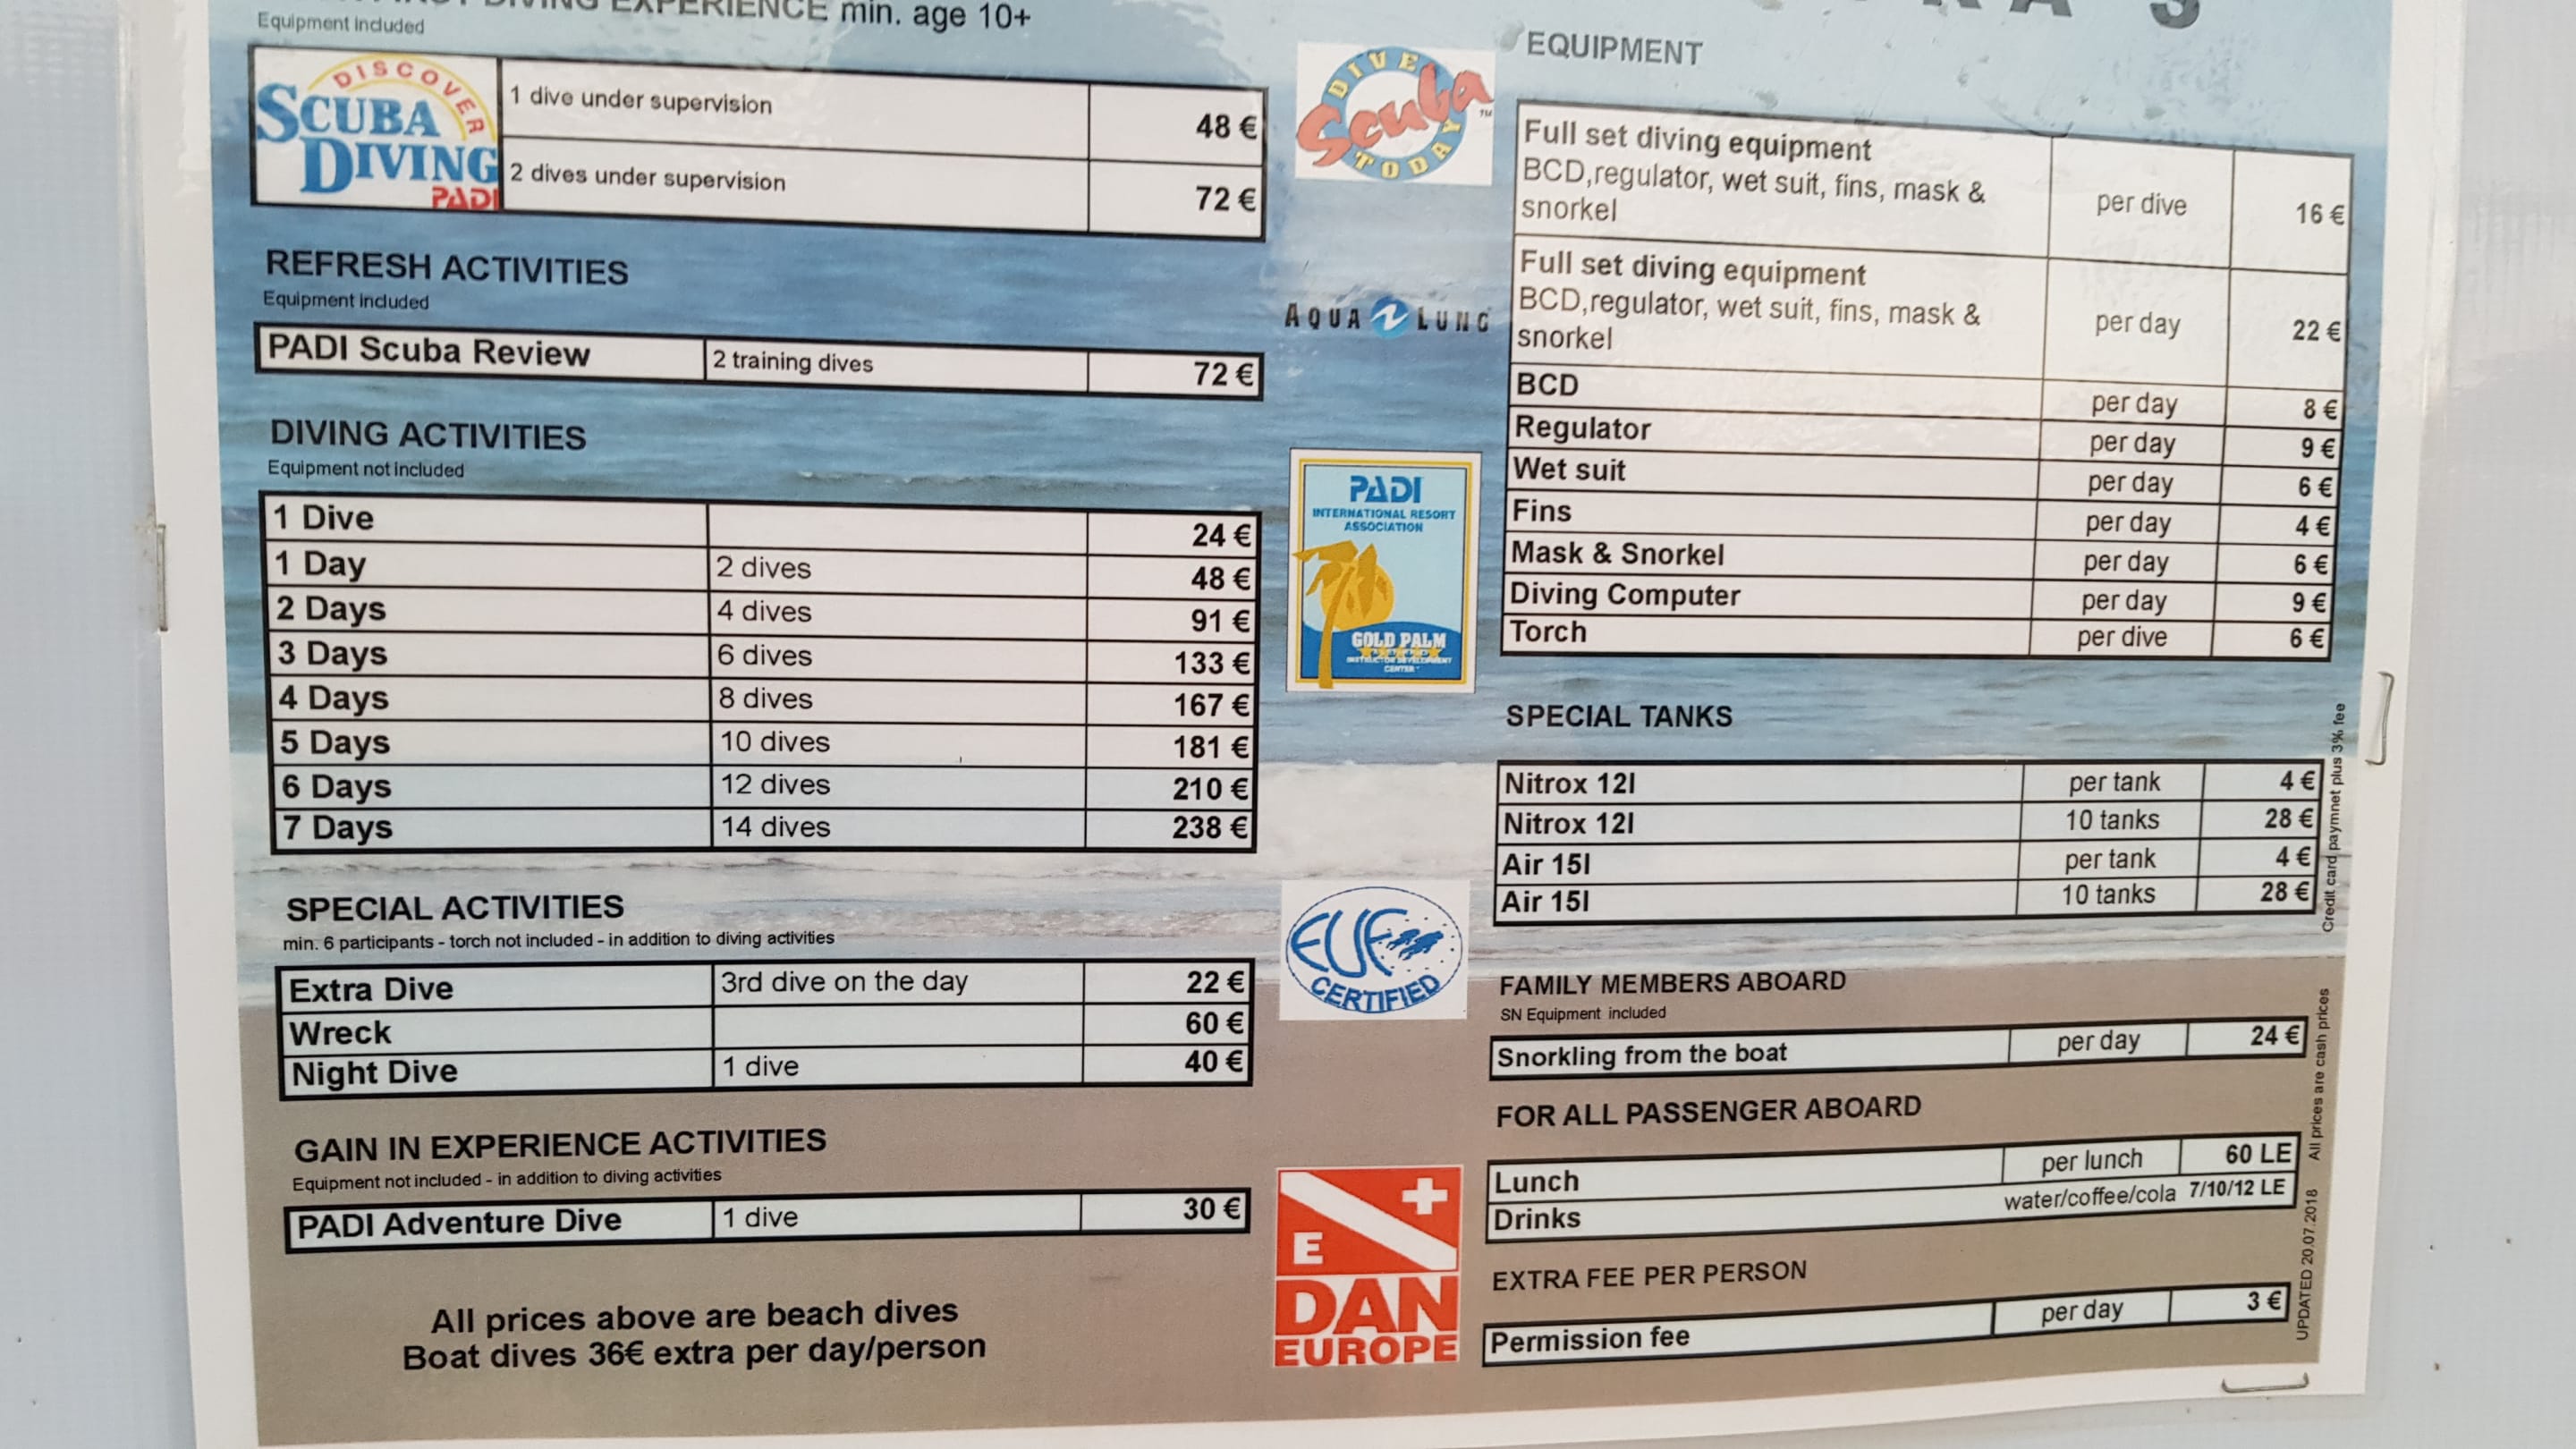 DIVING EXPERIENCE min. age 10+
Equipment included
DISCOVER
SCUBA
DIVING
PADI
1 dive under supervision 48 €
2 dives under supervision 72 €
REFRESH ACTIVITIES
Equipment included
PADI Scuba Review 2 training dives 72 €
DIVING ACTIVITIES
Equipment not included
1 Dive 24 €
1 Day 2 dives 48 €
2 Days 4 dives 91 €
3 Days 6 dives 133 €
4 Days 8 dives 167 €
5 Days 10 dives 181 €
6 Days 12 dives 210 €
7 Days 14 dives 238 €
SPECIAL ACTIVITIES
min. 6 participants - torch not included - in addition to diving activities
Extra Dive 3rd dive on the day 22 €
Wreck 60 €
Night Dive 1 dive 40 €
GAIN IN EXPERIENCE ACTIVITIES
Equipment not included - in addition to diving activities
PADI Adventure Dive 1 dive 30 €
All prices above are beach dives
Boat dives 36€ extra per day/person
DIVE
Scuba™
TODAY
AQUA LUNG
PADI
INTERNATIONAL RESORT
ASSOCIATION
GOLD PALM
INSTRUCTOR DEVELOPMENT
CENTER
EUF
CERTIFIED
E
DAN
EUROPE
EQUIPMENT
Full set diving equipment
BCD,regulator, wet suit, fins, mask &
snorkel per dive 16 €
Full set diving equipment
BCD,regulator, wet suit, fins, mask &
snorkel per day 22 €
BCD per day 8 €
Regulator per day 9 €
Wet suit per day 6 €
Fins per day 4 €
Mask & Snorkel per day 6 €
Diving Computer per day 9 €
Torch per dive 6 €
SPECIAL TANKS
Nitrox 12l per tank 4 €
Nitrox 12l 10 tanks 28 €
Air 15l per tank 4 €
Air 15l 10 tanks 28 €
FAMILY MEMBERS ABOARD
SN Equipment included
Snorkling from the boat per day 24 €
FOR ALL PASSENGER ABOARD
Lunch per lunch 60 LE
Drinks water/coffee/cola 7/10/12 LE
EXTRA FEE PER PERSON
Permission fee per day 3 €
UPDATED 20.07.2018 All prices are cash prices Credit card paymnet plus 3% fee